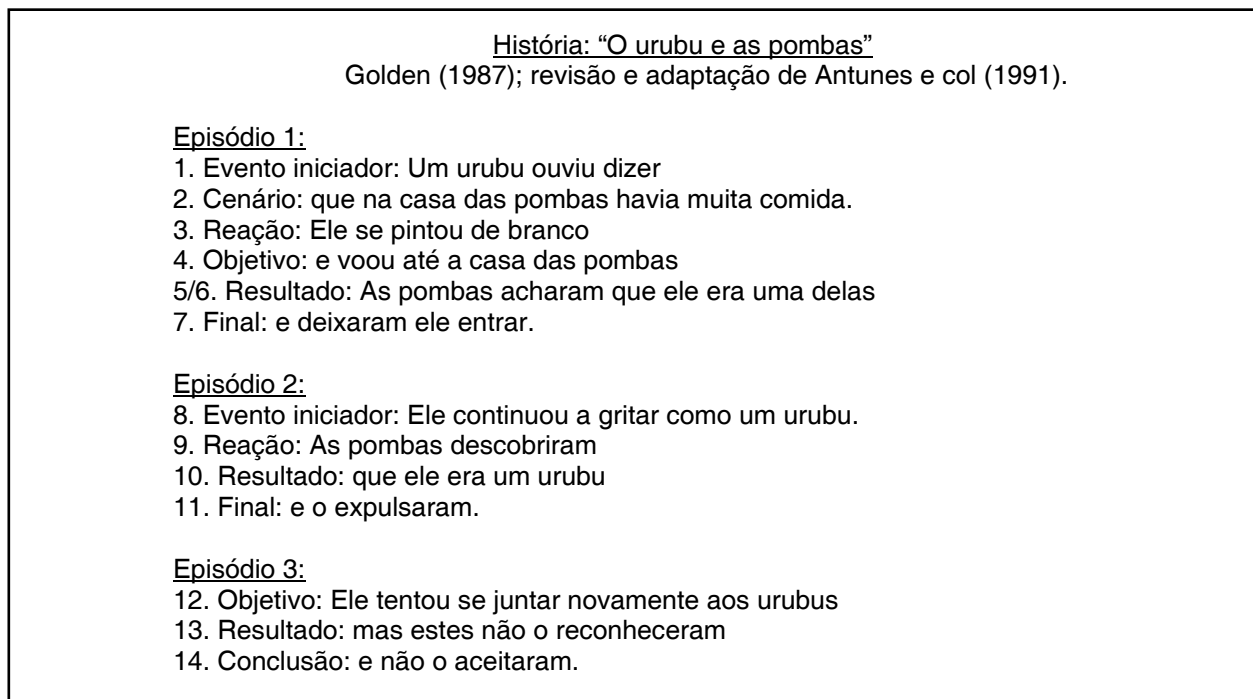 História: “O urubu e as pombas”
Golden (1987); revisão e adaptação de Antunes e col (1991).
Episódio 1:
1. Evento iniciador: Um urubu ouviu dizer
2. Cenário: que na casa das pombas havia muita comida.
3. Reação: Ele se pintou de branco
4. Objetivo: e voou até a casa das pombas
5/6. Resultado: As pombas acharam que ele era uma delas
7. Final: e deixaram ele entrar.
Episódio 2:
8. Evento iniciador: Ele continuou a gritar como um urubu.
9. Reação: As pombas descobriram
10. Resultado: que ele era um urubu
11. Final: e o expulsaram.
Episódio 3:
12. Objetivo: Ele tentou se juntar novamente aos urubus
13. Resultado: mas estes não o reconheceram
14. Conclusão: e não o aceitaram.